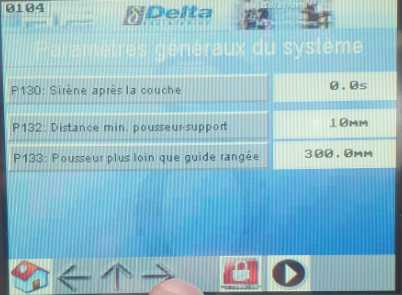 0104
Delta
Paramètres généraux du système
P130: Sirène après la couche
0.0s
P132: Distance min. pousseur-support
10mm
P133: Pousseur plus loin que guide rangée
300.0mm